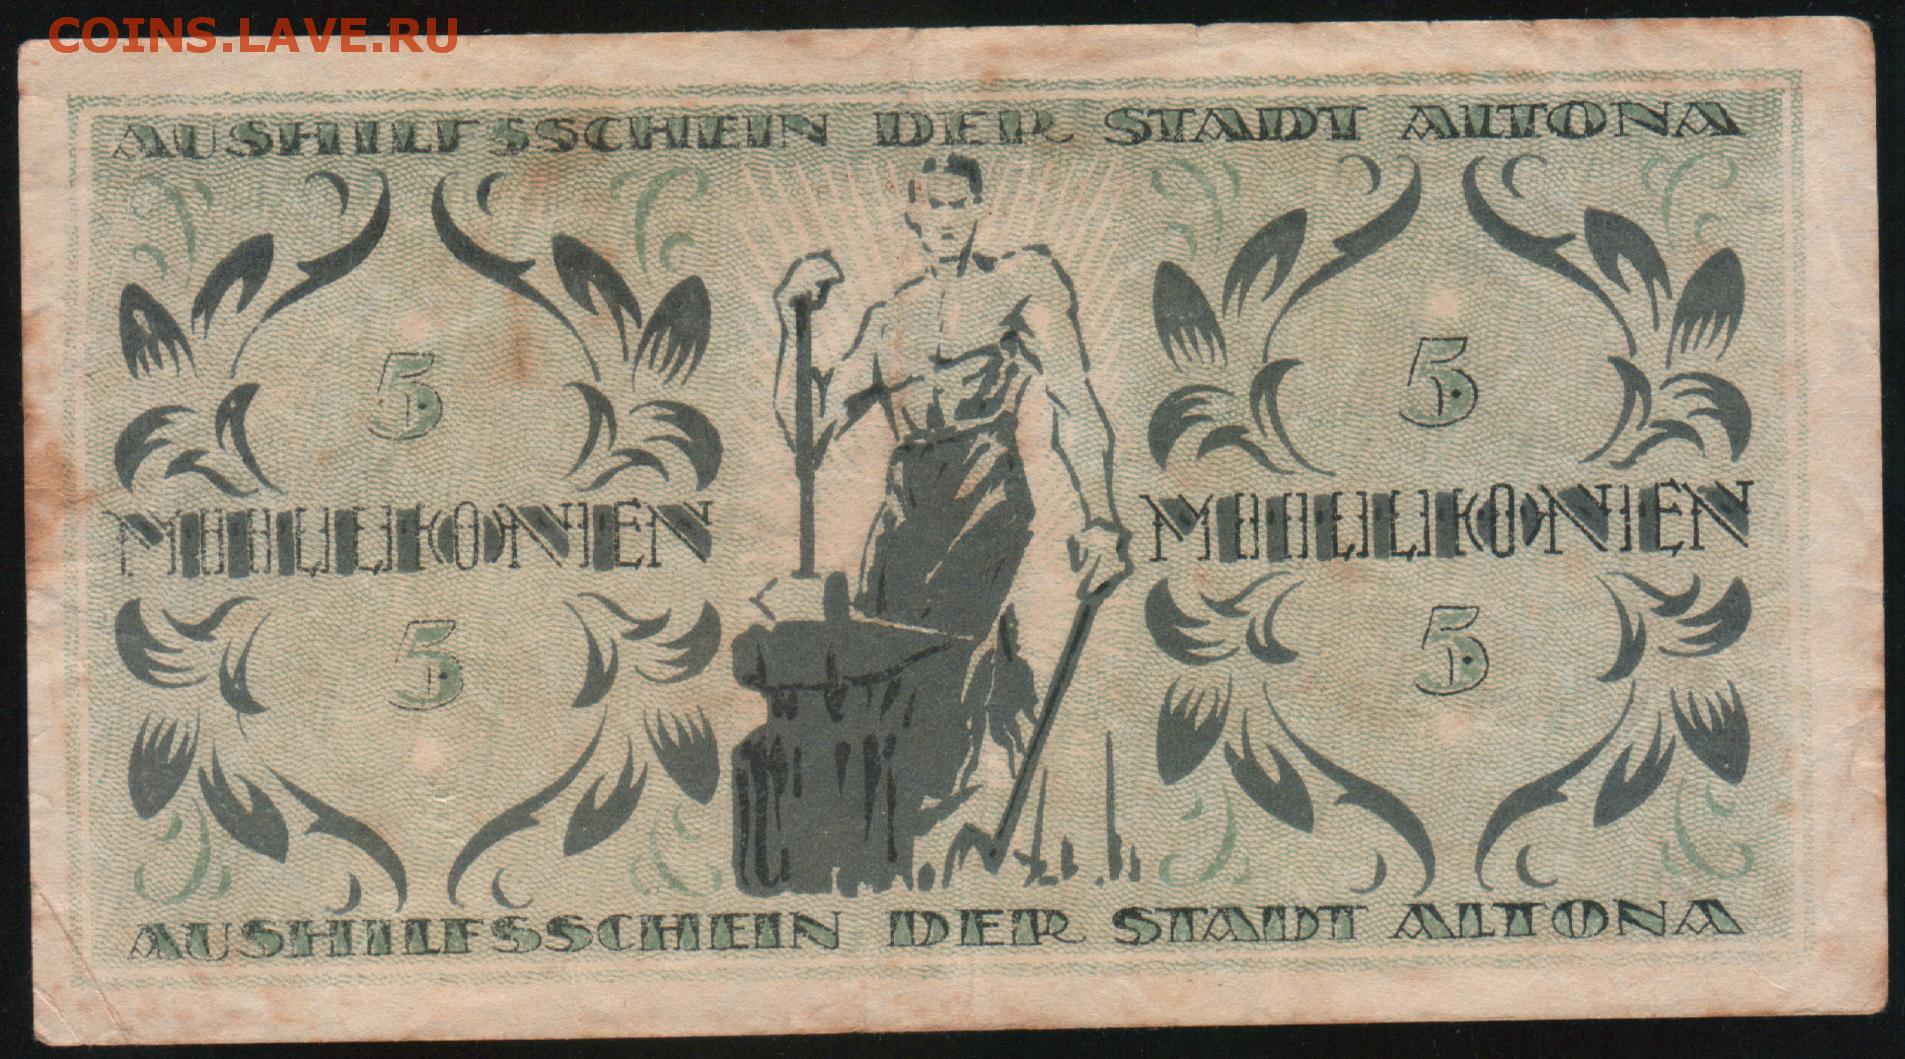 COINS.LAVE.RU
AUSHILFSSCHEIN DER STADT ALTONA
5 5
MILLIONEN MILLIONEN
5 5
AUSHILFSSCHEIN DER STADT ALTONA